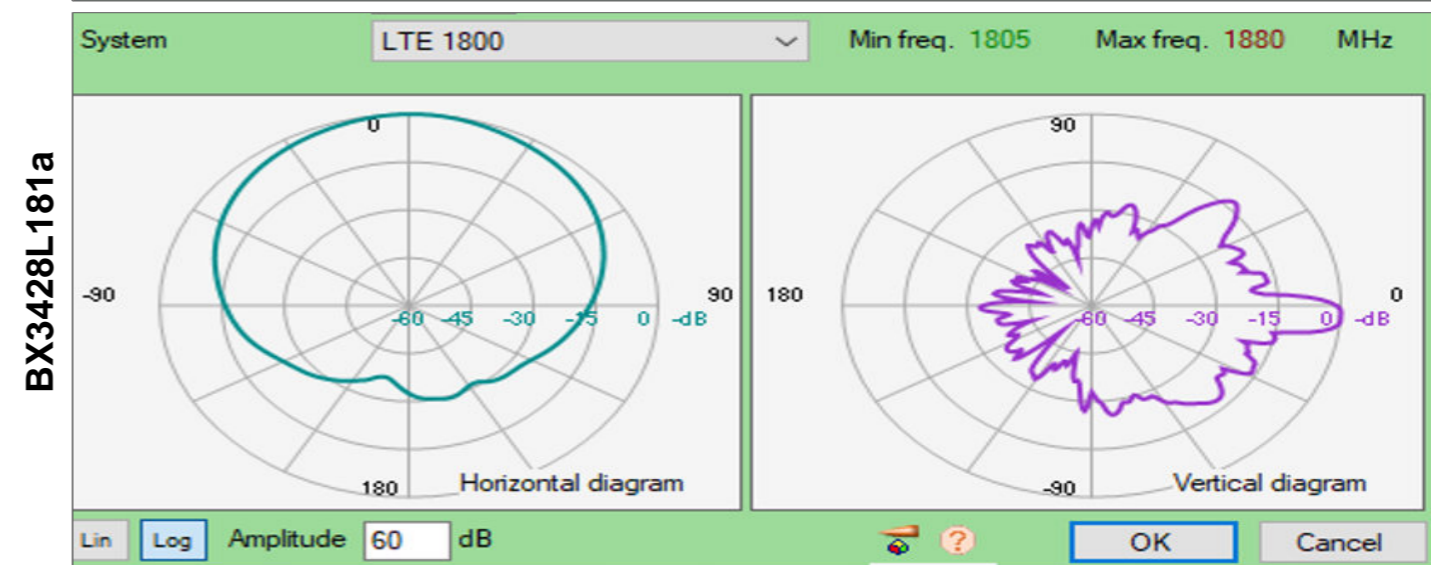 BX3428L181a
System
LTE 1800
Min freq. 1805 Max freq. 1880 MHz
0
-90
90
-60 -45 -30 -15 0 -dB
180
Horizontal diagram
90
180
0
-60 -45 -30 -15 0 -dB
-90
Vertical diagram
Lin Log Amplitude 60 dB ? OK Cancel